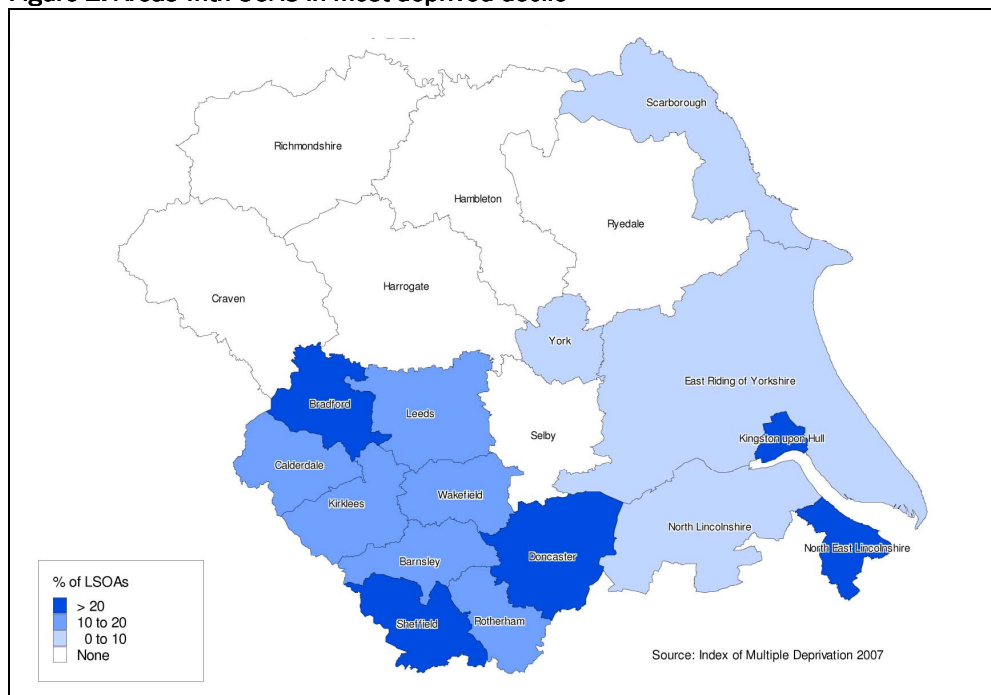 Scarborough
Richmondshire
Hambleton
Ryedale
Harrogate
Craven
York
East Riding of Yorkshire
Bradford
Leeds
Selby
Kingston upon Hull
Calderdale
Wakefield
Kirklees
North Lincolnshire
North East Lincolnshire
Doncaster
Barnsley
Sheffield
Rotherham
% of LSOAs
> 20
10 to 20
0 to 10
None
Source: Index of Multiple Deprivation 2007